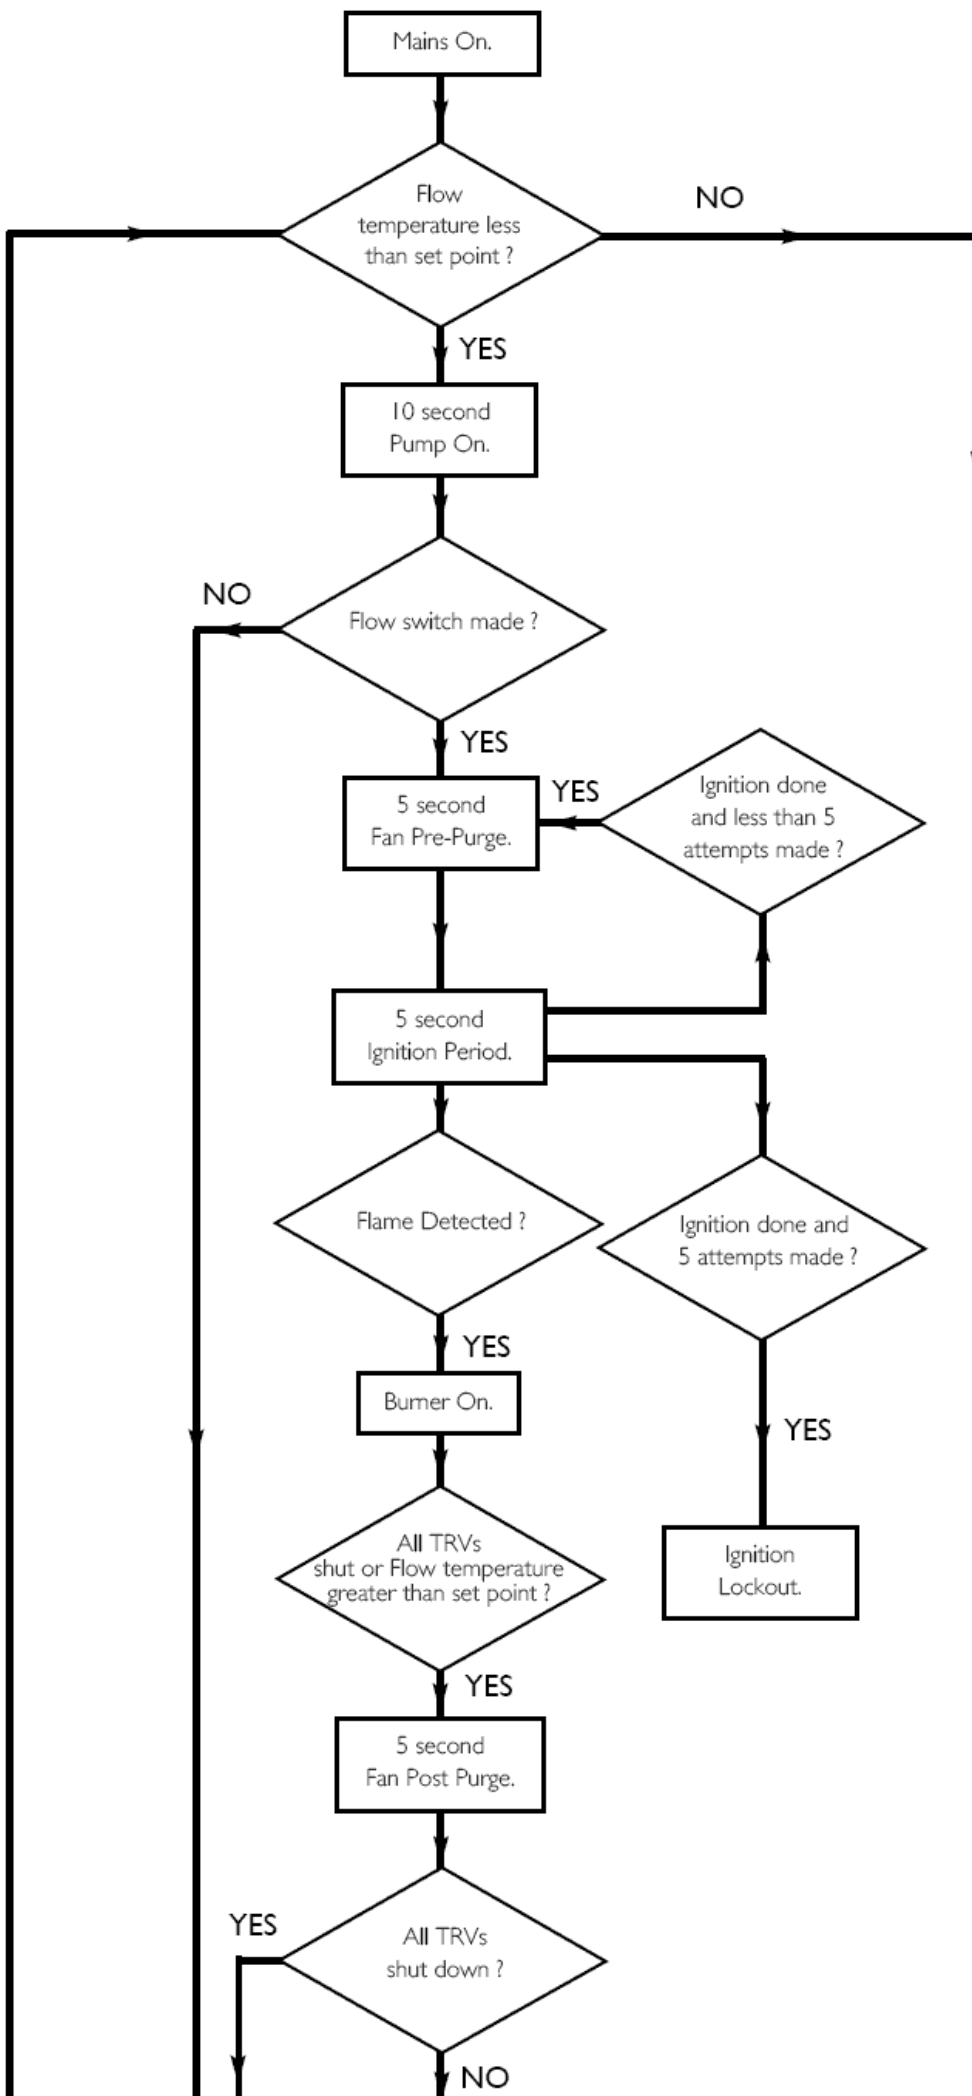 Mains On.
Flow
temperature less
than set point ?
NO
YES
10 second
Pump On.
NO
Flow switch made ?
YES
5 second
Fan Pre-Purge.
YES
Ignition done
and less than 5
attempts made ?
5 second
Ignition Period.
Flame Detected ?
Ignition done and
5 attempts made ?
YES
Burner On.
YES
All TRVs
shut or Flow temperature
greater than set point ?
Ignition
Lockout.
YES
5 second
Fan Post Purge.
YES
All TRVs
shut down ?
NO